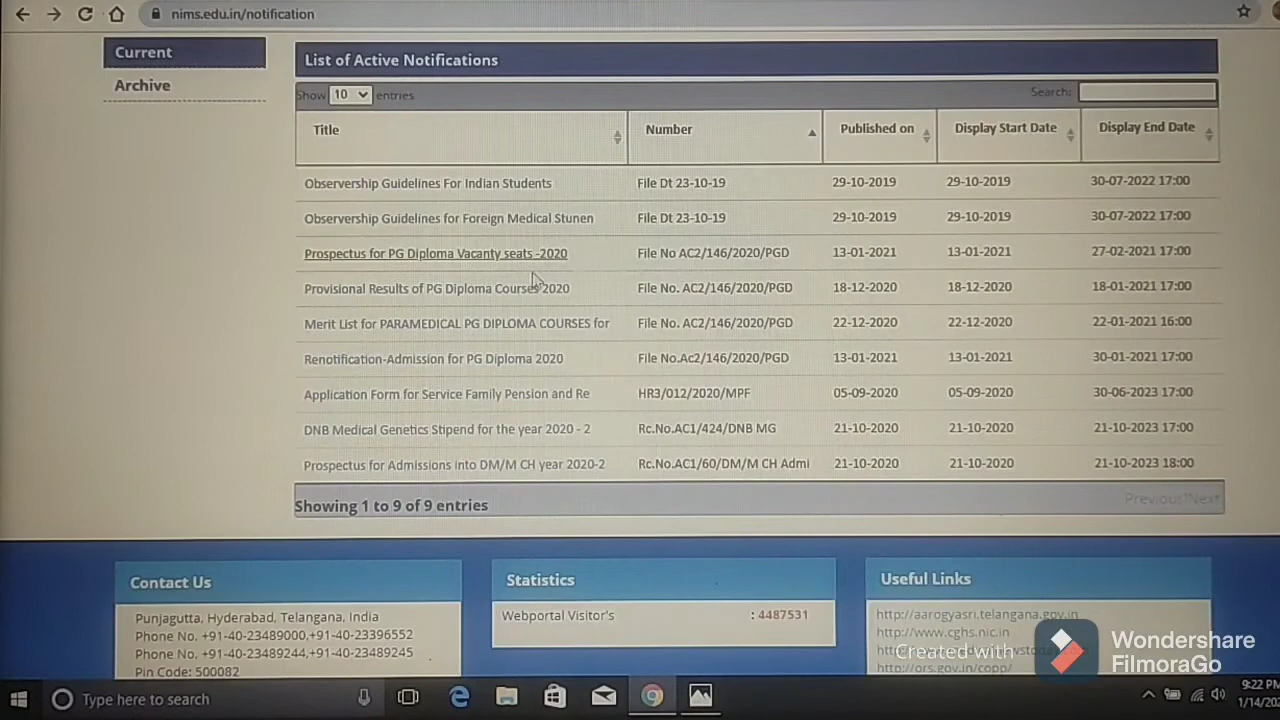 nims.edu.in/notification
Current
Archive
List of Active Notifications
Show 10 entries Search:
Title Number Published on Display Start Date Display End Date
Observership Guidelines For Indian Students File Dt 23-10-19 29-10-2019 29-10-2019 30-07-2022 17:00
Observership Guidelines for Foreign Medical Stunen File Dt 23-10-19 29-10-2019 29-10-2019 30-07-2022 17:00
Prospectus for PG Diploma Vacanty seats -2020 File No AC2/146/2020/PGD 13-01-2021 13-01-2021 27-02-2021 17:00
Provisional Results of PG Diploma Courses 2020 File No. AC2/146/2020/PGD 18-12-2020 18-12-2020 18-01-2021 17:00
Merit List for PARAMEDICAL PG DIPLOMA COURSES for File No. AC2/146/2020/PGD 22-12-2020 22-12-2020 22-01-2021 16:00
Renotification-Admission for PG Diploma 2020 File No.Ac2/146/2020/PGD 13-01-2021 13-01-2021 30-01-2021 17:00
Application Form for Service Family Pension and Re HR3/012/2020/MPF 05-09-2020 05-09-2020 30-06-2023 17:00
DNB Medical Genetics Stipend for the year 2020 - 2 Rc.No.AC1/424/DNB MG 21-10-2020 21-10-2020 21-10-2023 17:00
Prospectus for Admissions into DM/M CH year 2020-2 Rc.No.AC1/60/DM/M CH Admi 21-10-2020 21-10-2020 21-10-2023 18:00
Showing 1 to 9 of 9 entries Previous Next
Contact Us
Punjagutta, Hyderabad, Telangana, India
Phone No. +91-40-23489000,+91-40-23396552
Phone No. +91-40-23489244,+91-40-23489245
Pin Code: 500082
Statistics
Webportal Visitor's : 4487531
Useful Links
http://aarogyasri.telangana.gov.in
http://www.cghs.nic.in
http://ors.gov.in/copp/
Created with Wondershare
FilmoraGo
Type here to search
9:22 PM